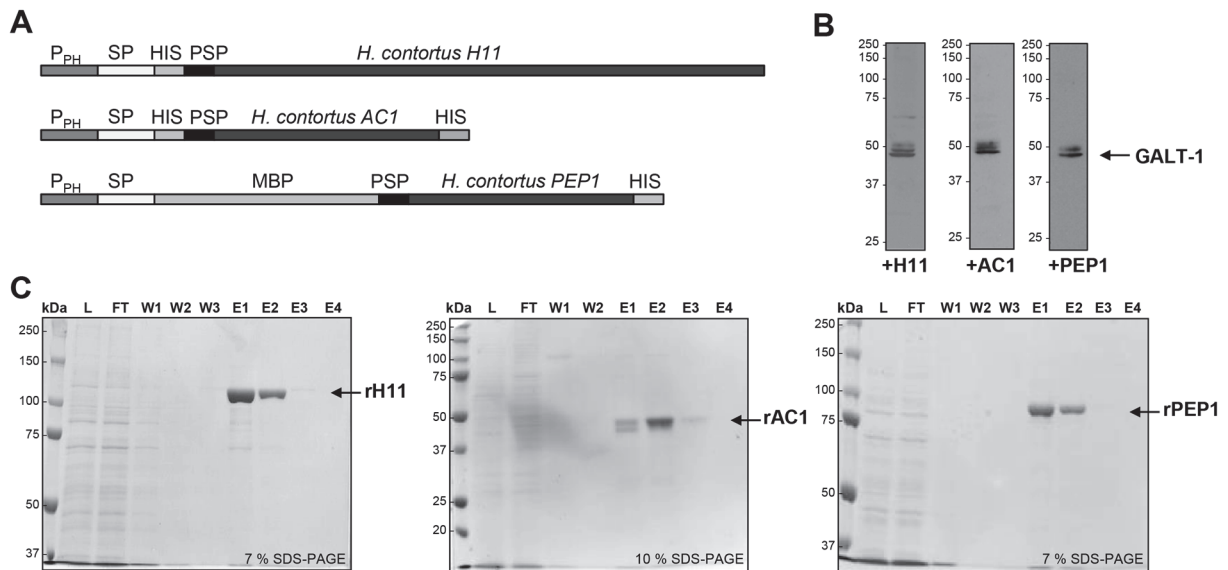 A
P_PH SP HIS PSP H. contortus H11
P_PH SP HIS PSP H. contortus AC1 HIS
P_PH SP MBP PSP H. contortus PEP1 HIS
B
250 250 250
150 150 150
100 100 100
75 75 75
50 50 50
GALT-1
37 37 37
25 25 25
+H11 +AC1 +PEP1
C
kDa L FT W1 W2 W3 E1 E2 E3 E4
250
150
100
75
50
37
rH11
7 % SDS-PAGE
kDa L FT W1 W2 E1 E2 E3 E4
250
150
100
75
50
37
25
20
rAC1
10 % SDS-PAGE
kDa L FT W1 W2 W3 E1 E2 E3 E4
250
150
100
75
50
37
rPEP1
7 % SDS-PAGE